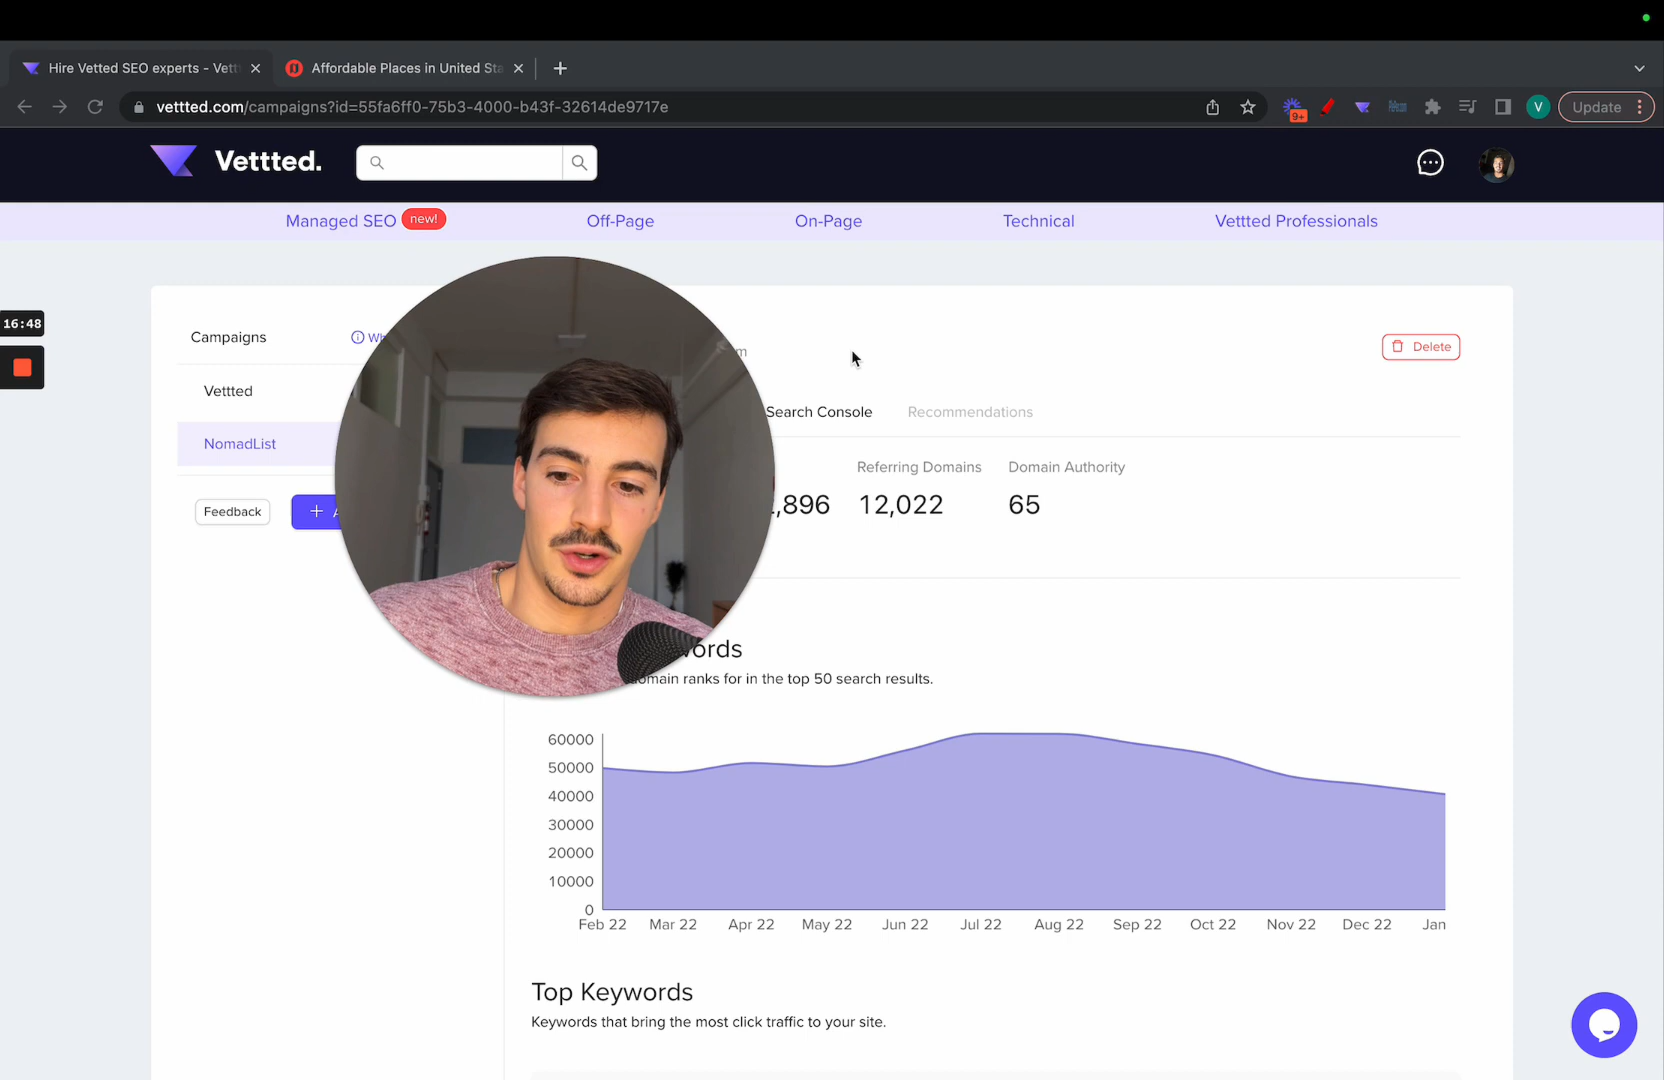 Hire Vetted SEO experts - Vett
Affordable Places in United Sta
vettted.com/campaigns?id=55fa6ff0-75b3-4000-b43f-32614de9717e
9+
V
Update
Vettted.
Managed SEO new!
Off-Page
On-Page
Technical
Vettted Professionals
16:48
Campaigns
Delete
Vettted
Search Console
Recommendations
NomadList
Referring Domains
Domain Authority
,896
12,022
65
Feedback
ords
domain ranks for in the top 50 search results.
60000
50000
40000
30000
20000
10000
0
Feb 22 Mar 22 Apr 22 May 22 Jun 22 Jul 22 Aug 22 Sep 22 Oct 22 Nov 22 Dec 22 Jan
Top Keywords
Keywords that bring the most click traffic to your site.